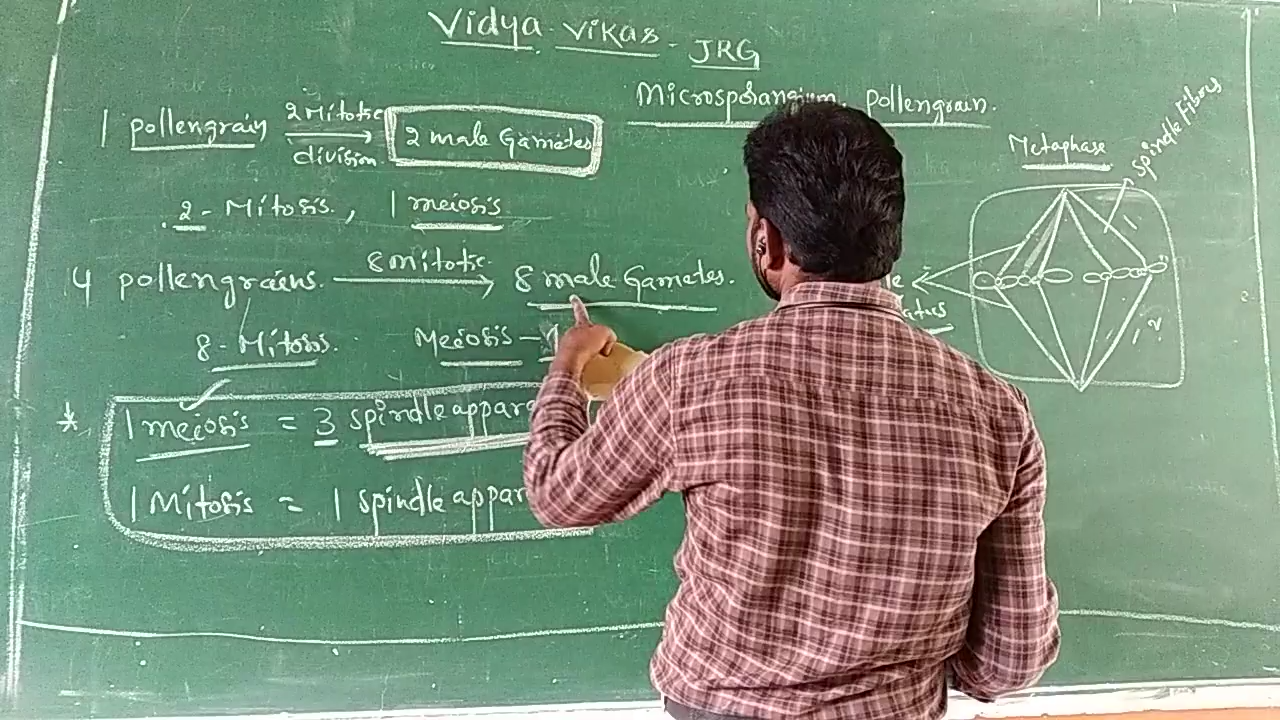 Vidya Vikas - JRG
Microsporangium. pollengrain.
1 pollengrain 2 Mitotic division 2 male Gametes
2 - Mitosis, 1 meiosis
4 pollengrains 8 mitotic 8 male Gametes.
8 - Mitosis. Meiosis -
* 1 meiosis = 3 spindle appara
1 Mitosis = 1 spindle appar
Metaphase
spindle Fibres